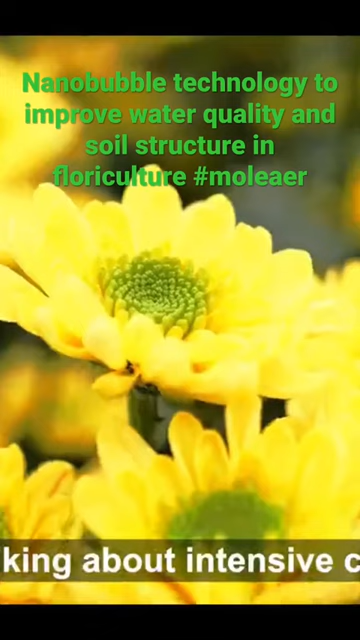 Nanobubble technology to
improve water quality and
soil structure in
floriculture #moleaer
king about intensive c